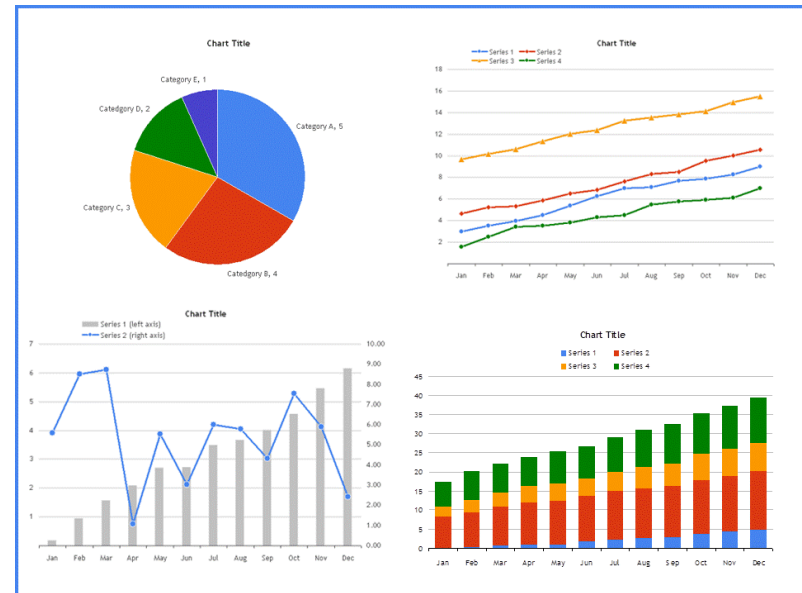 Chart Title
Category E, 1
Catedgory D, 2
Category A, 5
Category C, 3
Catedgory B, 4
Chart Title
Series 1 Series 2
Series 3 Series 4
18
16
14
12
10
8
6
4
2
Jan Feb Mar Apr May Jun Jul Aug Sep Oct Nov Dec
Chart Title
Series 1 (left axis)
Series 2 (right axis)
7 10.00
9.00
6 8.00
5 7.00
6.00
4 5.00
3 4.00
3.00
2 2.00
1 1.00
0.00
Jan Feb Mar Apr May Jun Jul Aug Sep Oct Nov Dec
Chart Title
Series 1 Series 2
Series 3 Series 4
45
40
35
30
25
20
15
10
5
0
Jan Feb Mar Apr May Jun Jul Aug Sep Oct Nov Dec